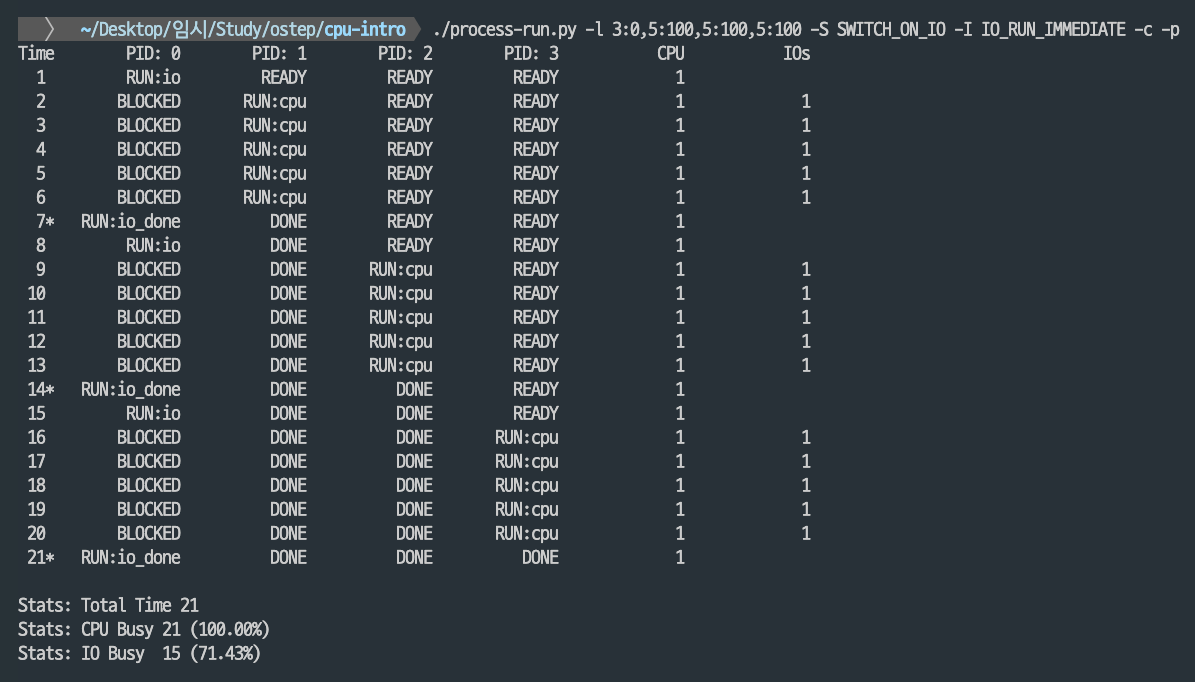 ~/Desktop/임시/Study/ostep/cpu-intro ./process-run.py -l 3:0,5:100,5:100,5:100 -S SWITCH_ON_IO -I IO_RUN_IMMEDIATE -c -p
Time PID: 0 PID: 1 PID: 2 PID: 3 CPU IOs
1 RUN:io READY READY READY 1
2 BLOCKED RUN:cpu READY READY 1 1
3 BLOCKED RUN:cpu READY READY 1 1
4 BLOCKED RUN:cpu READY READY 1 1
5 BLOCKED RUN:cpu READY READY 1 1
6 BLOCKED RUN:cpu READY READY 1 1
7* RUN:io_done DONE READY READY 1
8 RUN:io DONE READY READY 1
9 BLOCKED DONE RUN:cpu READY 1 1
10 BLOCKED DONE RUN:cpu READY 1 1
11 BLOCKED DONE RUN:cpu READY 1 1
12 BLOCKED DONE RUN:cpu READY 1 1
13 BLOCKED DONE RUN:cpu READY 1 1
14* RUN:io_done DONE DONE READY 1
15 RUN:io DONE DONE READY 1
16 BLOCKED DONE DONE RUN:cpu 1 1
17 BLOCKED DONE DONE RUN:cpu 1 1
18 BLOCKED DONE DONE RUN:cpu 1 1
19 BLOCKED DONE DONE RUN:cpu 1 1
20 BLOCKED DONE DONE RUN:cpu 1 1
21* RUN:io_done DONE DONE DONE 1
Stats: Total Time 21
Stats: CPU Busy 21 (100.00%)
Stats: IO Busy 15 (71.43%)